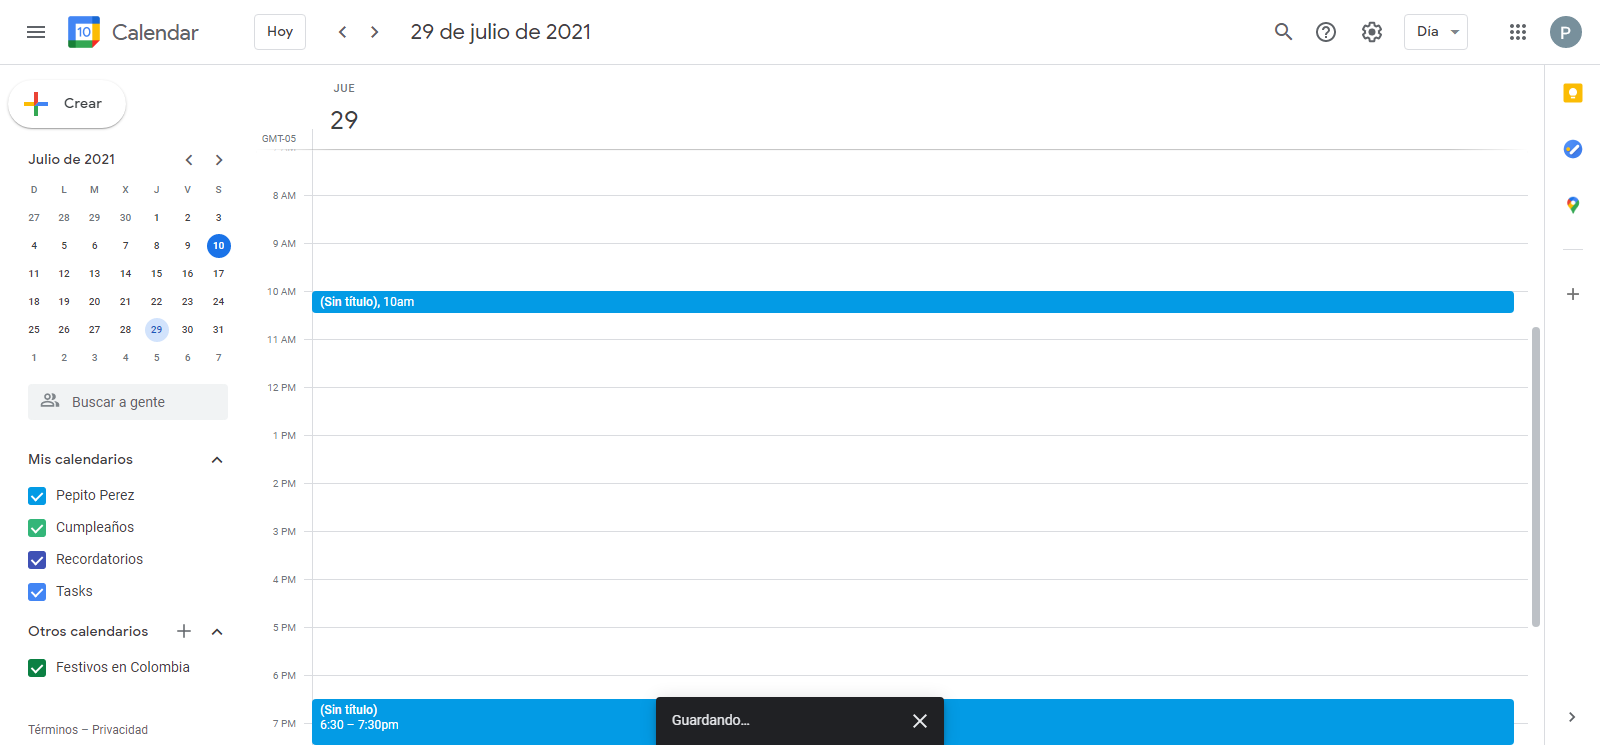 10 Calendar
Hoy
29 de julio de 2021
Día
P
Crear
JUE
29
GMT-05
Julio de 2021
D L M X J V S
27 28 29 30 1 2 3
4 5 6 7 8 9 10
11 12 13 14 15 16 17
18 19 20 21 22 23 24
25 26 27 28 29 30 31
1 2 3 4 5 6 7
Buscar a gente
Mis calendarios
Pepito Perez
Cumpleaños
Recordatorios
Tasks
Otros calendarios
Festivos en Colombia
Términos – Privacidad
8 AM
9 AM
10 AM
(Sin título), 10am
11 AM
12 PM
1 PM
2 PM
3 PM
4 PM
5 PM
6 PM
(Sin título)
6:30 – 7:30pm
7 PM
Guardando...